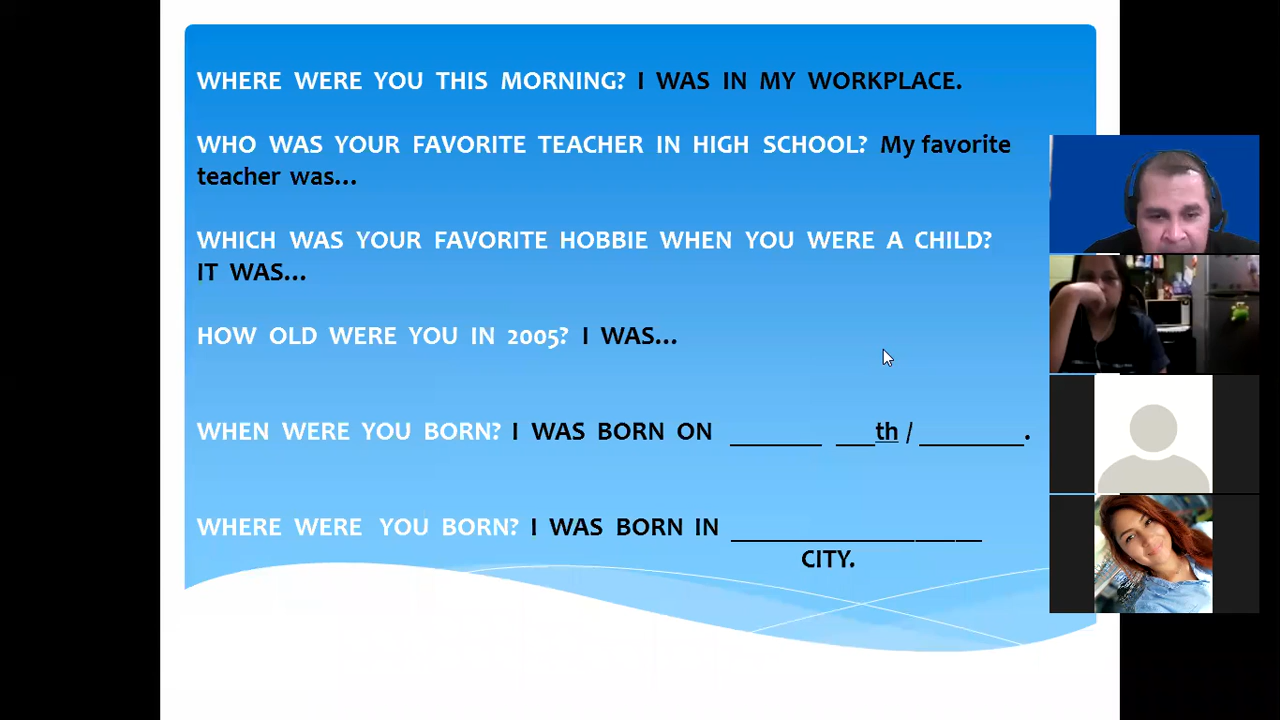 WHERE WERE YOU THIS MORNING? I WAS IN MY WORKPLACE.
WHO WAS YOUR FAVORITE TEACHER IN HIGH SCHOOL? My favorite
teacher was...
WHICH WAS YOUR FAVORITE HOBBIE WHEN YOU WERE A CHILD?
IT WAS...
HOW OLD WERE YOU IN 2005? I WAS...
WHEN WERE YOU BORN? I WAS BORN ON _______ ___th / ________.
WHERE WERE YOU BORN? I WAS BORN IN ___________________
CITY.